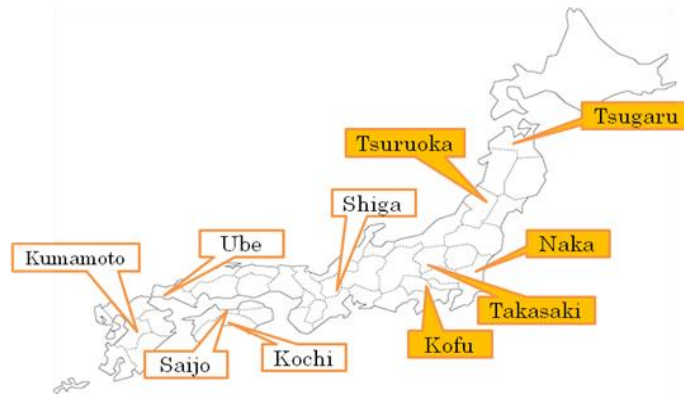 Tsugaru
Tsuruoka
Shiga
Ube
Naka
Kumamoto
Takasaki
Kofu
Saijo
Kochi